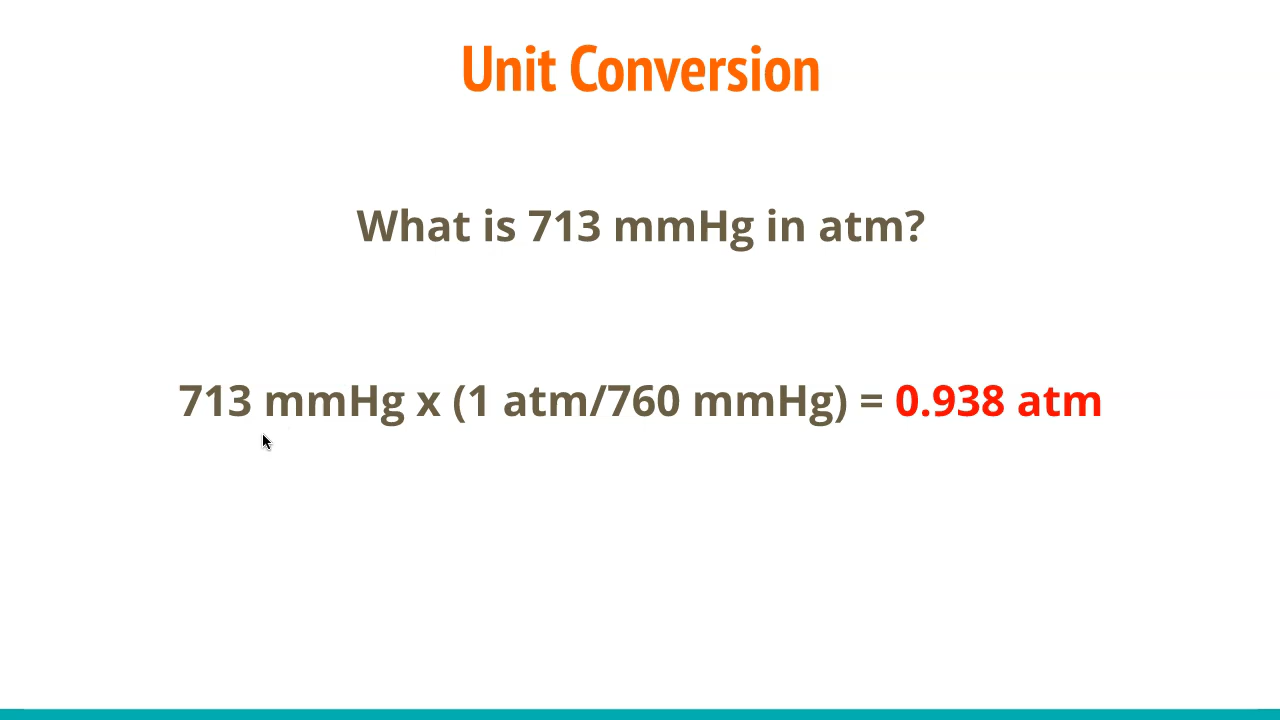 Unit Conversion
What is 713 mmHg in atm?
713 mmHg x (1 atm/760 mmHg) = 0.938 atm